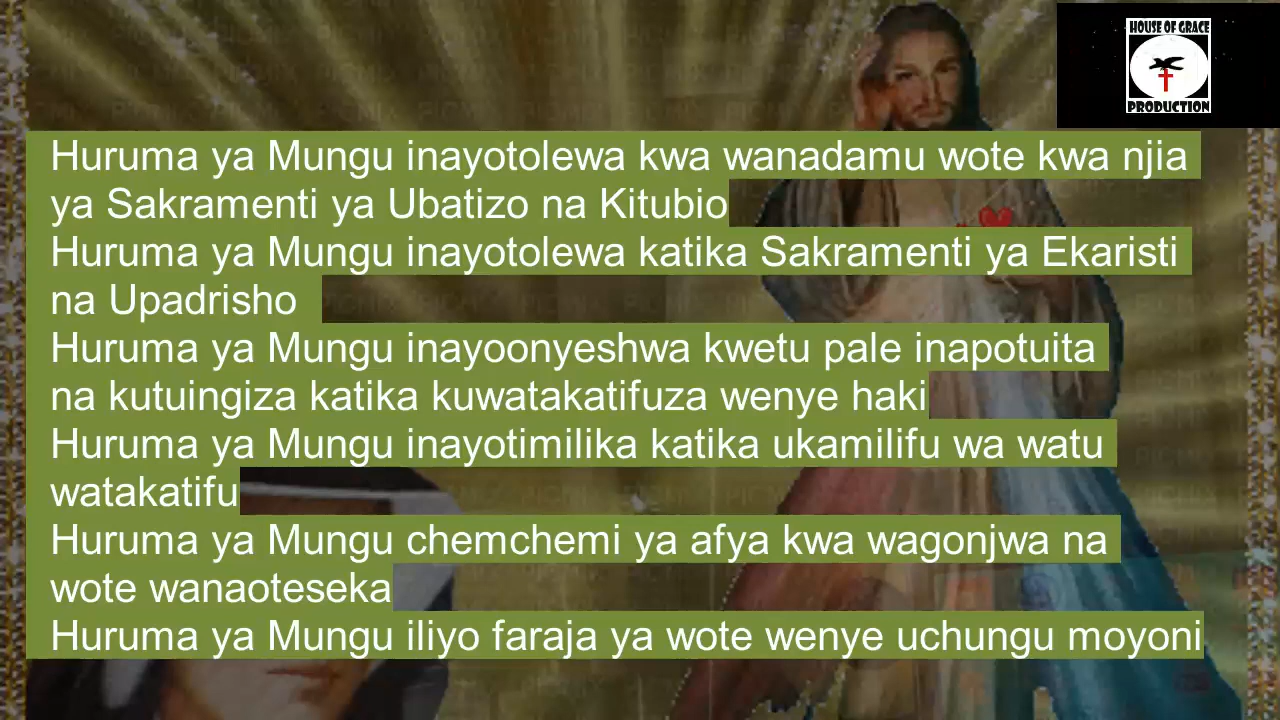 HOUSE OF GRACE
PRODUCTION
Huruma ya Mungu inayotolewa kwa wanadamu wote kwa njia
ya Sakramenti ya Ubatizo na Kitubio
Huruma ya Mungu inayotolewa katika Sakramenti ya Ekaristi
na Upadrisho
Huruma ya Mungu inayoonyeshwa kwetu pale inapotuita
na kutuingiza katika kuwatakatifuza wenye haki
Huruma ya Mungu inayotimilika katika ukamilifu wa watu
watakatifu
Huruma ya Mungu chemchemi ya afya kwa wagonjwa na
wote wanaoteseka
Huruma ya Mungu iliyo faraja ya wote wenye uchungu moyoni